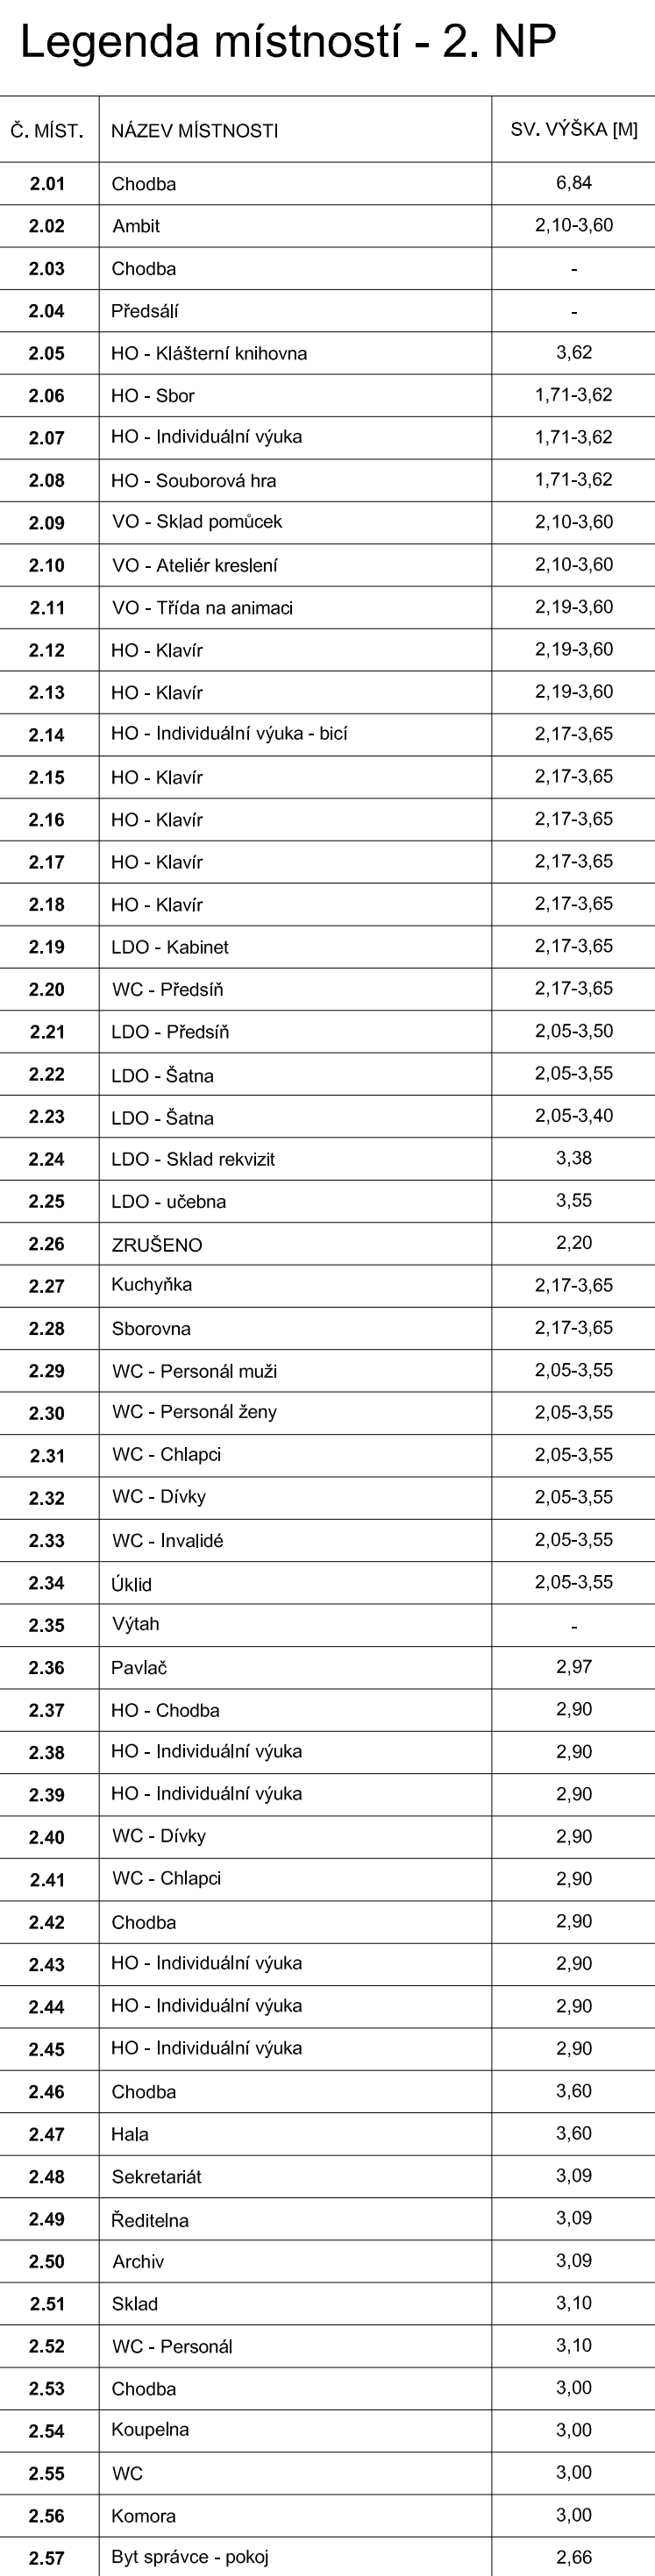 Legenda místností - 2. NP
Č. MÍST. NÁZEV MÍSTNOSTI SV. VÝŠKA [M]
2.01 Chodba 6,84
2.02 Ambit 2,10-3,60
2.03 Chodba -
2.04 Předsálí -
2.05 HO - Klášterní knihovna 3,62
2.06 HO - Sbor 1,71-3,62
2.07 HO - Individuální výuka 1,71-3,62
2.08 HO - Souborová hra 1,71-3,62
2.09 VO - Sklad pomůcek 2,10-3,60
2.10 VO - Ateliér kreslení 2,10-3,60
2.11 VO - Třída na animaci 2,19-3,60
2.12 HO - Klavír 2,19-3,60
2.13 HO - Klavír 2,19-3,60
2.14 HO - Individuální výuka - bicí 2,17-3,65
2.15 HO - Klavír 2,17-3,65
2.16 HO - Klavír 2,17-3,65
2.17 HO - Klavír 2,17-3,65
2.18 HO - Klavír 2,17-3,65
2.19 LDO - Kabinet 2,17-3,65
2.20 WC - Předsíň 2,17-3,65
2.21 LDO - Předsíň 2,05-3,50
2.22 LDO - Šatna 2,05-3,55
2.23 LDO - Šatna 2,05-3,40
2.24 LDO - Sklad rekvizit 3,38
2.25 LDO - učebna 3,55
2.26 ZRUŠENO 2,20
2.27 Kuchyňka 2,17-3,65
2.28 Sborovna 2,17-3,65
2.29 WC - Personál muži 2,05-3,55
2.30 WC - Personál ženy 2,05-3,55
2.31 WC - Chlapci 2,05-3,55
2.32 WC - Dívky 2,05-3,55
2.33 WC - Invalidé 2,05-3,55
2.34 Úklid 2,05-3,55
2.35 Výtah -
2.36 Pavlač 2,97
2.37 HO - Chodba 2,90
2.38 HO - Individuální výuka 2,90
2.39 HO - Individuální výuka 2,90
2.40 WC - Dívky 2,90
2.41 WC - Chlapci 2,90
2.42 Chodba 2,90
2.43 HO - Individuální výuka 2,90
2.44 HO - Individuální výuka 2,90
2.45 HO - Individuální výuka 2,90
2.46 Chodba 3,60
2.47 Hala 3,60
2.48 Sekretariát 3,09
2.49 Ředitelna 3,09
2.50 Archiv 3,09
2.51 Sklad 3,10
2.52 WC - Personál 3,10
2.53 Chodba 3,00
2.54 Koupelna 3,00
2.55 WC 3,00
2.56 Komora 3,00
2.57 Byt správce - pokoj 2,66